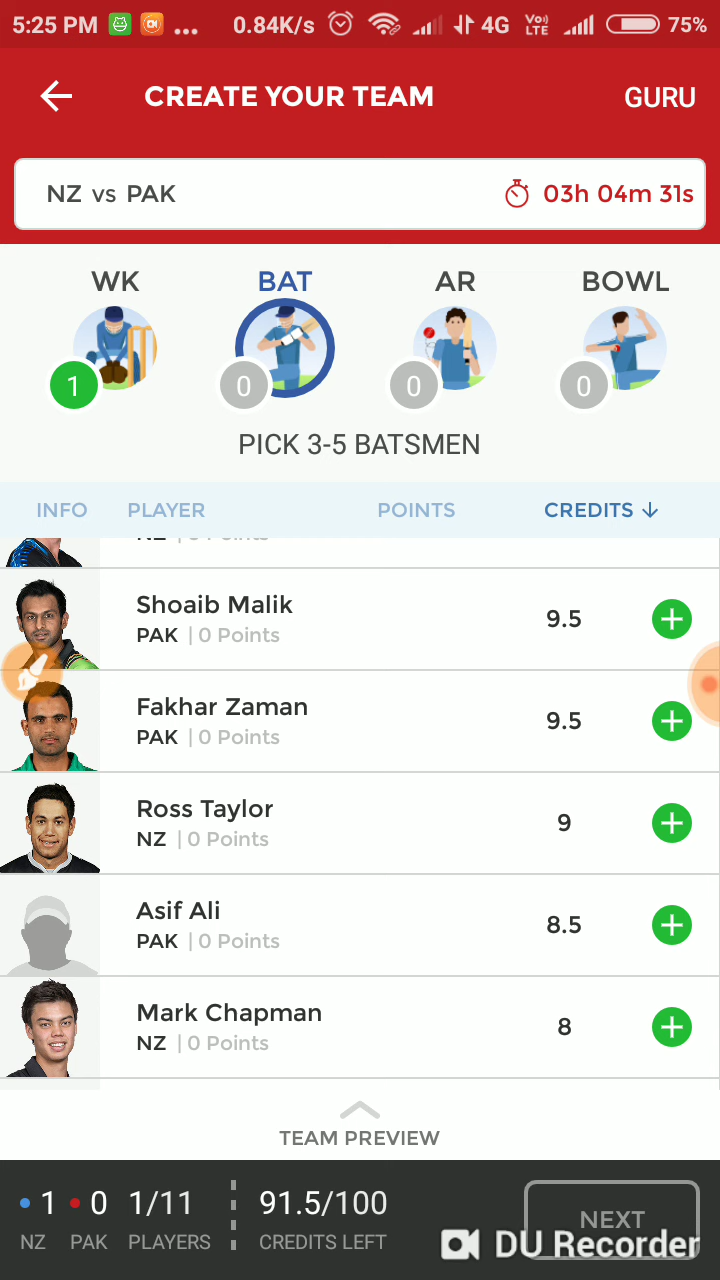 5:25 PM ... 0.84K/s 4G Vo) LTE 75%
CREATE YOUR TEAM GURU
NZ vs PAK 03h 04m 31s
WK BAT AR BOWL
1 0 0 0
PICK 3-5 BATSMEN
INFO PLAYER POINTS CREDITS
Shoaib Malik
PAK | 0 Points 9.5
Fakhar Zaman
PAK | 0 Points 9.5
Ross Taylor
NZ | 0 Points 9
Asif Ali
PAK | 0 Points 8.5
Mark Chapman
NZ | 0 Points 8
TEAM PREVIEW
1 0 1/11 91.5/100 NEXT
NZ PAK PLAYERS CREDITS LEFT
DU Recorder